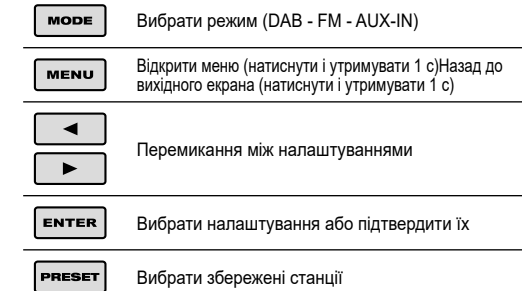 MODE Вибрати режим (DAB - FM - AUX-IN)
MENU Відкрити меню (натиснути і утримувати 1 с)Назад до
вихідного екрана (натиснути і утримувати 1 с)
◄
► Перемикання між налаштуваннями
ENTER Вибрати налаштування або підтвердити їх
PRESET Вибрати збережені станції